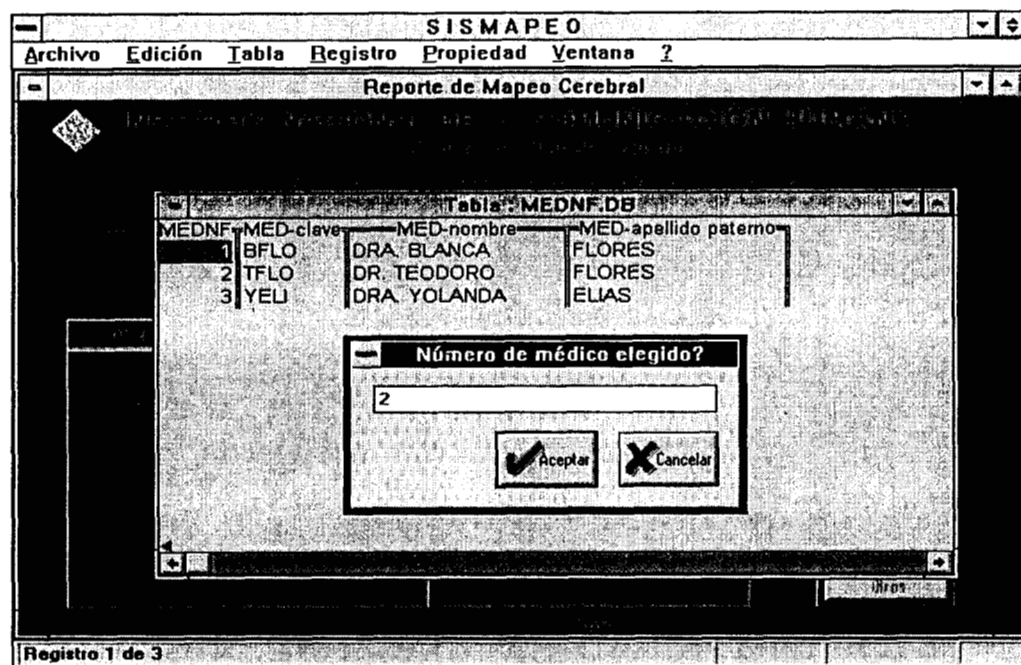 SISMAPEO
Archivo Edición Tabla Registro Propiedad Ventana ?
Reporte de Mapeo Cerebral
Tabla : MEDNF.DB
MEDNF MED-clave MED-nombre MED-apellido paterno
1 BFLO DRA. BLANCA FLORES
2 TFLO DR. TEODORO FLORES
3 YELI DRA. YOLANDA ELIAS
Número de médico elegido?
2
Aceptar Cancelar
Otros
Registro 1 de 3